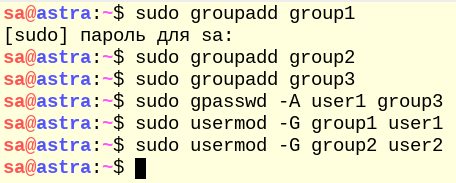 sa@astra:~$ sudo groupadd group1
[sudo] пароль для sa:
sa@astra:~$ sudo groupadd group2
sa@astra:~$ sudo groupadd group3
sa@astra:~$ sudo gpasswd -A user1 group3
sa@astra:~$ sudo usermod -G group1 user1
sa@astra:~$ sudo usermod -G group2 user2
sa@astra:~$